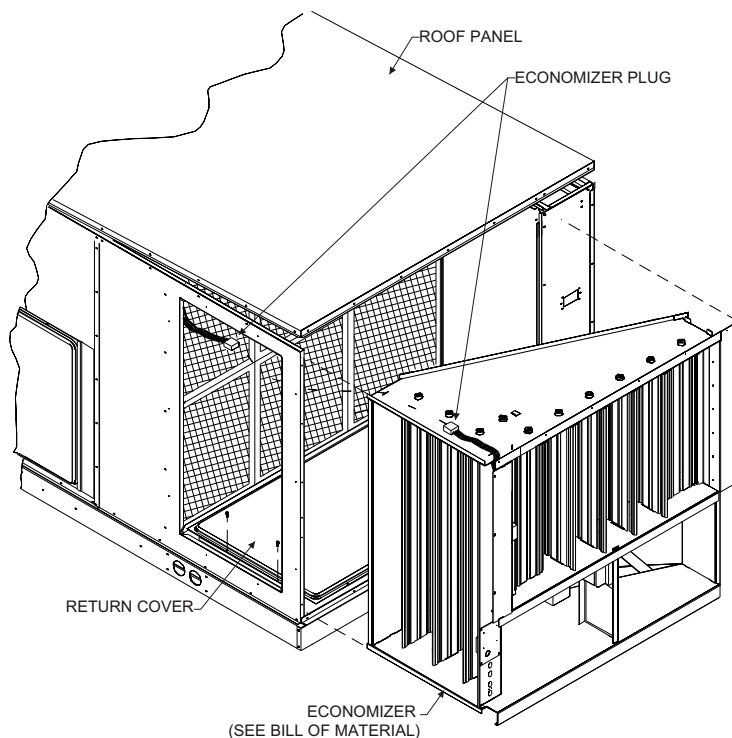 ROOF PANEL
ECONOMIZER PLUG
RETURN COVER
ECONOMIZER
(SEE BILL OF MATERIAL)